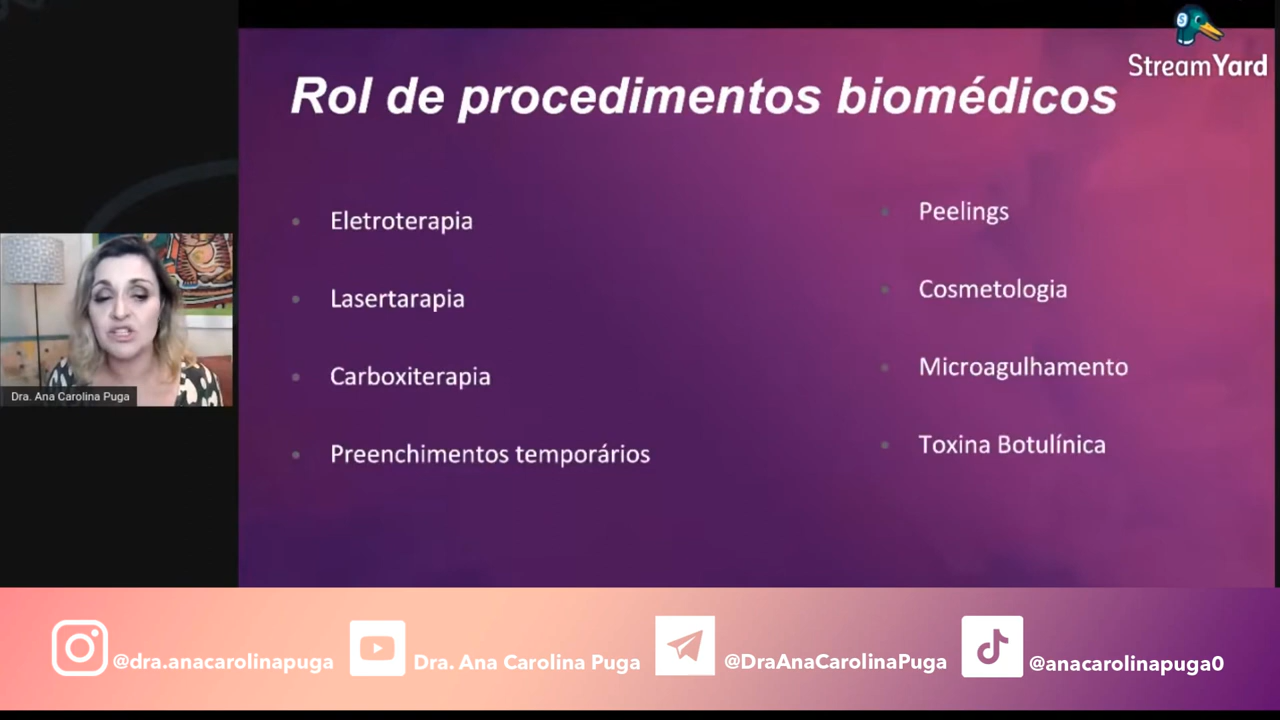 StreamYard
Rol de procedimentos biomédicos
Eletroterapia
Lasertarapia
Carboxiterapia
Preenchimentos temporários
Peelings
Cosmetologia
Microagulhamento
Toxina Botulínica
Dra. Ana Carolina Puga
@dra.anacarolinapuga
Dra. Ana Carolina Puga
@DraAnaCarolinaPuga
@anacarolinapuga0